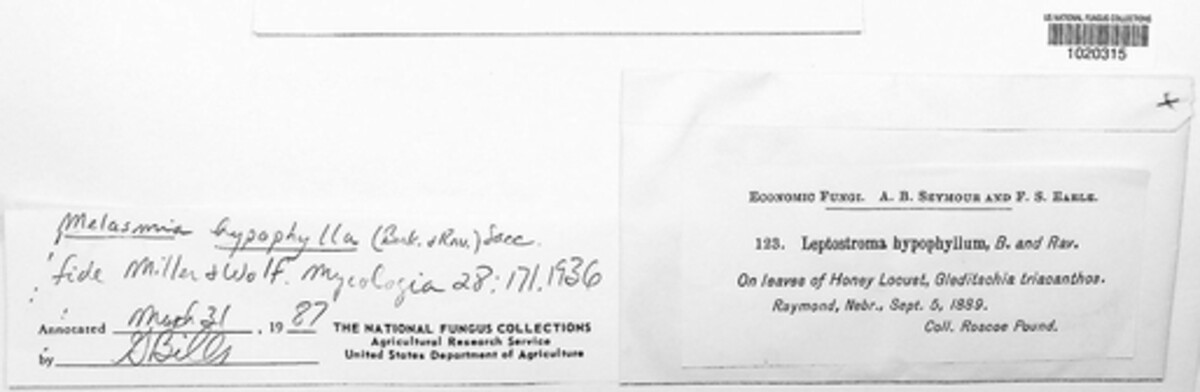 US NATIONAL FUNGUS COLLECTIONS
1020315
Melasmia hypophylla (Berk. & Rav.) Sacc.
fide Miller & Wolf. Mycologia 28:171.1936
Annotated March 31, 1987
by G Bills
THE NATIONAL FUNGUS COLLECTIONS
Agricultural Research Service
United States Department of Agriculture
ECONOMIC FUNGI. A. B. SEYMOUR AND F. S. EARLE.
123. Leptostroma hypophyllum, B. and Rav.
On leaves of Honey Locust, Gleditschia triacanthos.
Raymond, Nebr., Sept. 5, 1889.
Coll. Roscoe Pound.